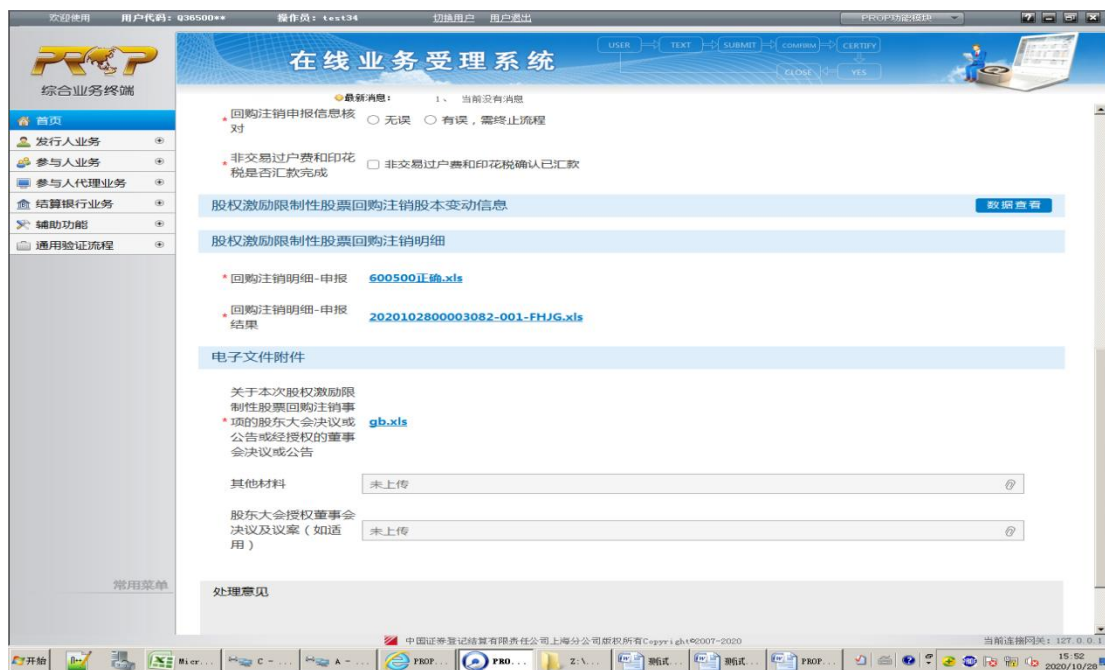 欢迎使用 用户代码：Q36500** 操作员：test34 切换用户 用户退出 PROP功能模块
PROP
综合业务终端
在线业务受理系统
USER TEXT SUBMIT COMFIRM CERTIFY
CLOSE YES
最新消息： 1、 当前没有消息
首页
发行人业务
参与人业务
参与人代理业务
结算银行业务
辅助功能
通用验证流程
常用菜单
*回购注销申报信息核
对
无误 有误，需终止流程
*非交易过户费和印花
税是否汇款完成
非交易过户费和印花税确认已汇款
股权激励限制性股票回购注销股本变动信息 数据查看
股权激励限制性股票回购注销明细
*回购注销明细-申报 600500正确.xls
*回购注销明细-申报
结果
2020102800003082-001-FHJG.xls
电子文件附件
关于本次股权激励限
制性股票回购注销事
*项的股东大会决议或
公告或经授权的董事
会决议或公告
gb.xls
其他材料 未上传
股东大会授权董事会
决议及议案（如适
用）
未上传
处理意见
中国证券登记结算有限责任公司上海分公司版权所有Copyright©2007-2020 当前连接网关：127.0.0.1
开始 Micr... C - ... A - ... PROP... PRO... Z:\... 测试... 测试... PROP... 15:52
2020/10/28